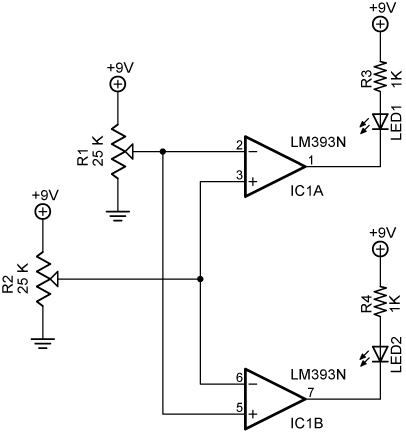 +9V
R3
1K
LED1
+9V
R1
25 K
2
−
3
+
LM393N
1
IC1A
+9V
R2
25 K
+9V
R4
1K
LED2
6
−
5
+
LM393N
7
IC1B